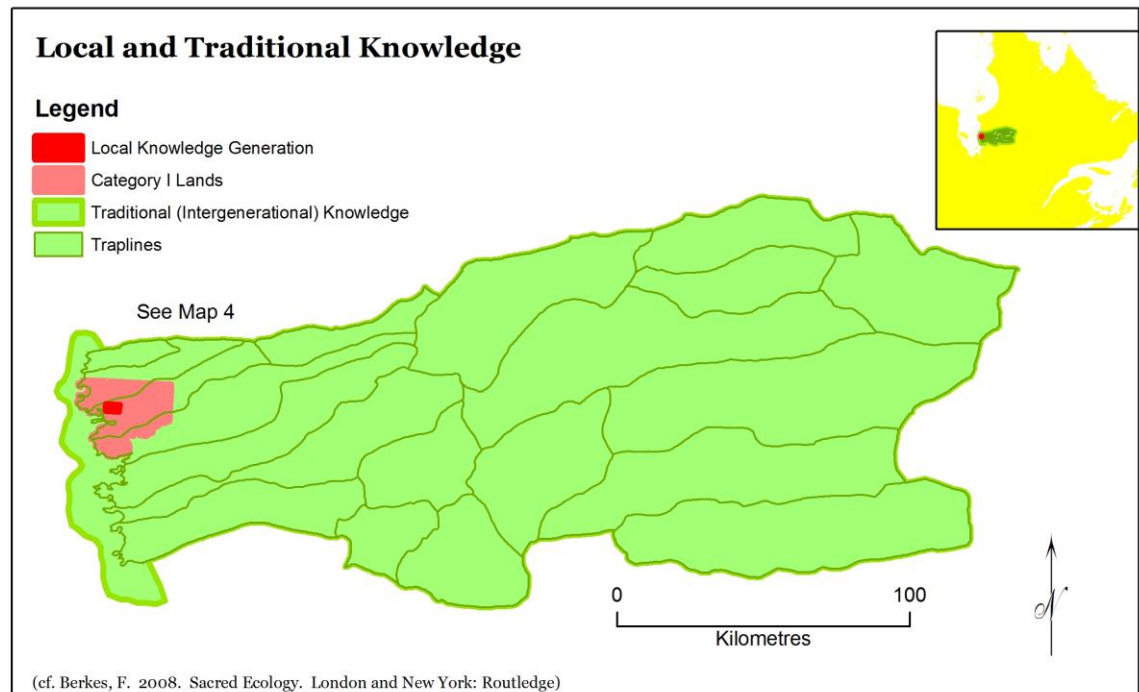 Local and Traditional Knowledge
Legend
Local Knowledge Generation
Category I Lands
Traditional (Intergenerational) Knowledge
Traplines
See Map 4
0 100
Kilometres
N
(cf. Berkes, F. 2008. Sacred Ecology. London and New York: Routledge)